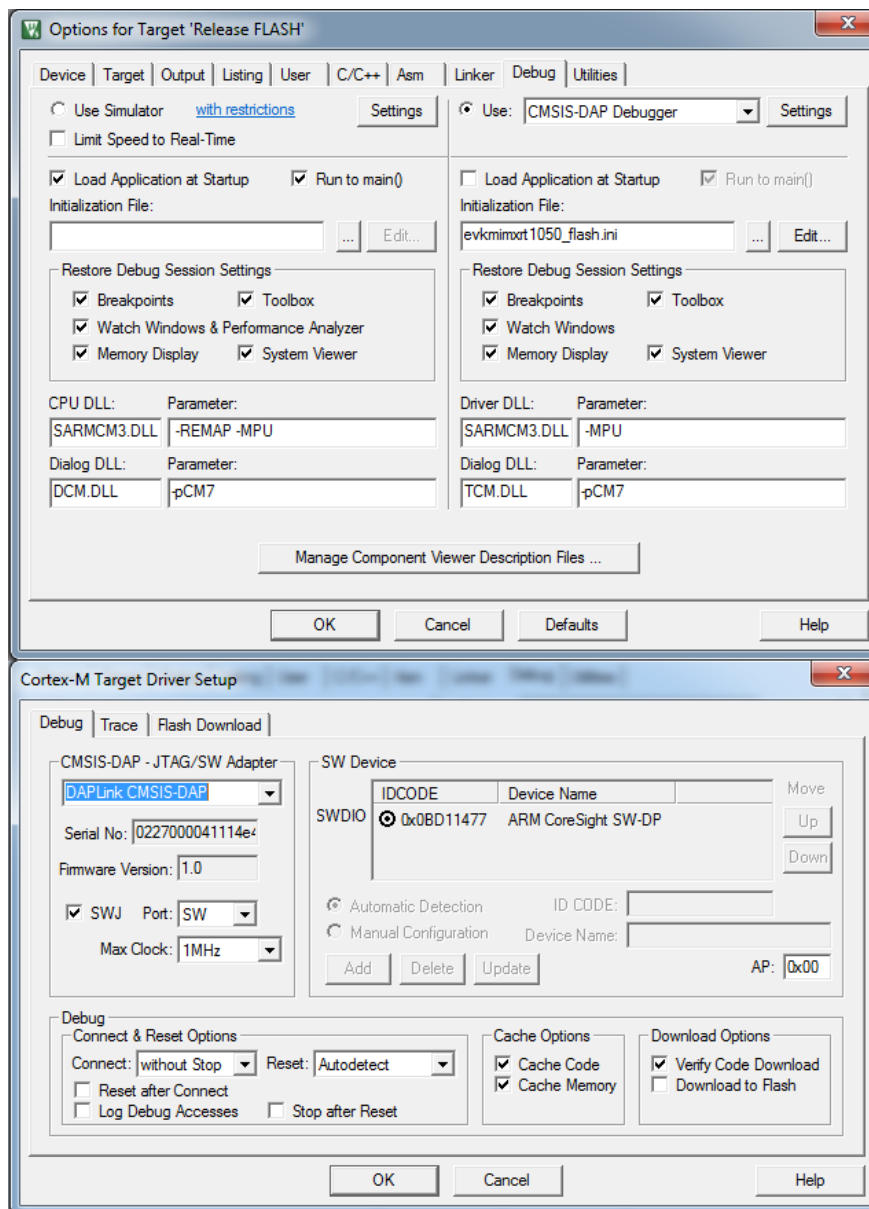 Options for Target 'Release FLASH'
Device Target Output Listing User C/C++ Asm Linker Debug Utilities
Use Simulator with restrictions Settings Use: CMSIS-DAP Debugger Settings
Limit Speed to Real-Time
Load Application at Startup Run to main() Load Application at Startup Run to main()
Initialization File: Initialization File:
... Edit... evkmimxrt1050_flash.ini ... Edit...
Restore Debug Session Settings Restore Debug Session Settings
Breakpoints Toolbox Breakpoints Toolbox
Watch Windows & Performance Analyzer Watch Windows
Memory Display System Viewer Memory Display System Viewer
CPU DLL: Parameter: Driver DLL: Parameter:
SARMCM3.DLL -REMAP -MPU SARMCM3.DLL -MPU
Dialog DLL: Parameter: Dialog DLL: Parameter:
DCM.DLL -pCM7 TCM.DLL -pCM7
Manage Component Viewer Description Files ...
OK Cancel Defaults Help
Cortex-M Target Driver Setup
Debug Trace Flash Download
CMSIS-DAP - JTAG/SW Adapter SW Device
DAPLink CMSIS-DAP IDCODE Device Name Move
SWDIO 0x0BD11477 ARM CoreSight SW-DP Up
Serial No: Down
Firmware Version: 1.0
SWJ Port: SW Automatic Detection ID CODE:
Max Clock: 1MHz Manual Configuration Device Name:
Add Delete Update AP: 0x00
Debug
Connect & Reset Options Cache Options Download Options
Connect: without Stop Reset: Autodetect Cache Code Verify Code Download
Reset after Connect Cache Memory Download to Flash
Log Debug Accesses Stop after Reset
OK Cancel Help